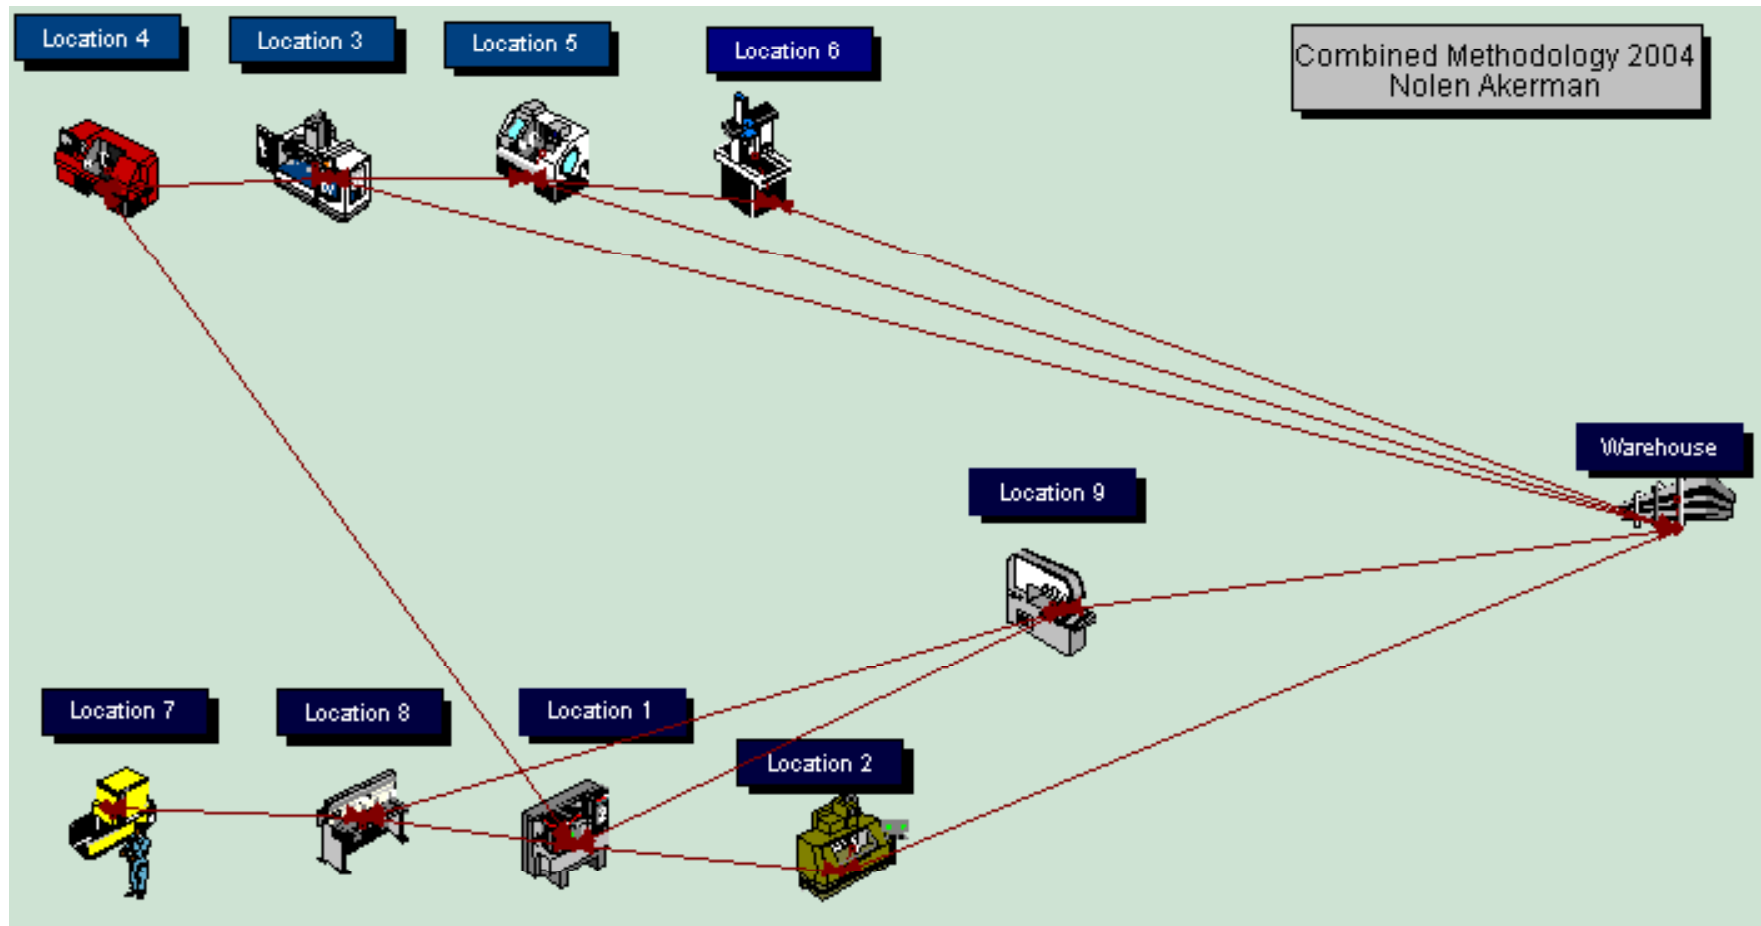 Location 4
Location 3
Location 5
Location 6
Combined Methodology 2004
Nolen Akerman
Warehouse
Location 9
Location 7
Location 8
Location 1
Location 2